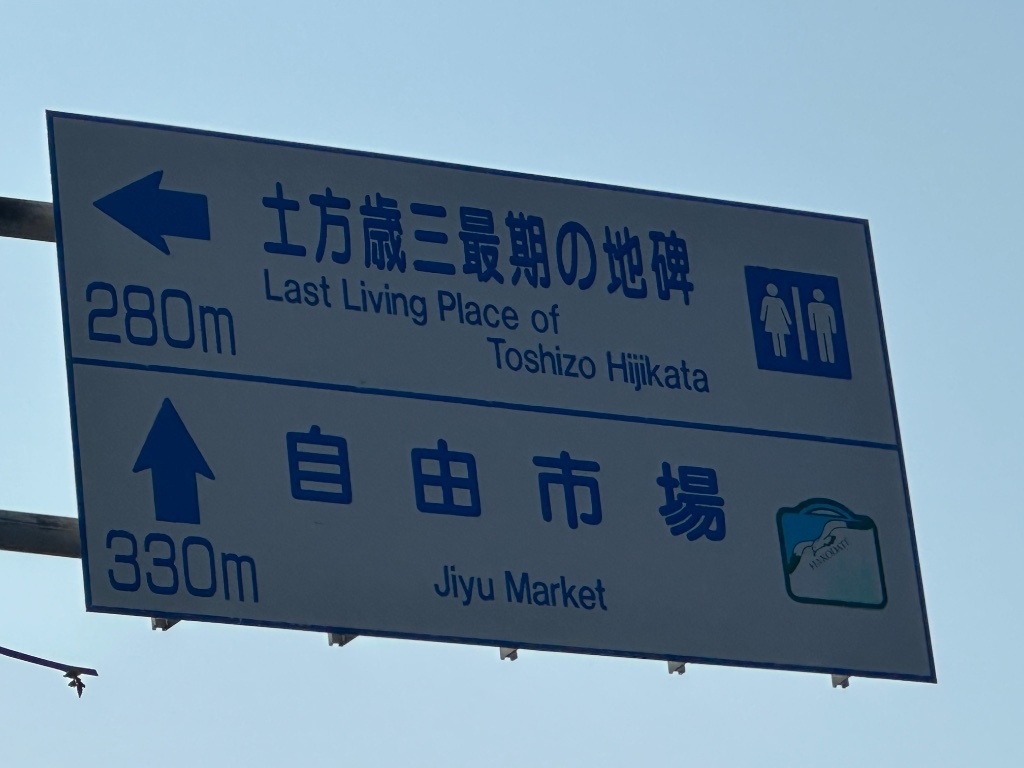 土方歳三最期の地碑
Last Living Place of
Toshizo Hijikata
280m
自由市場
Jiyu Market
330m
HAKODATE